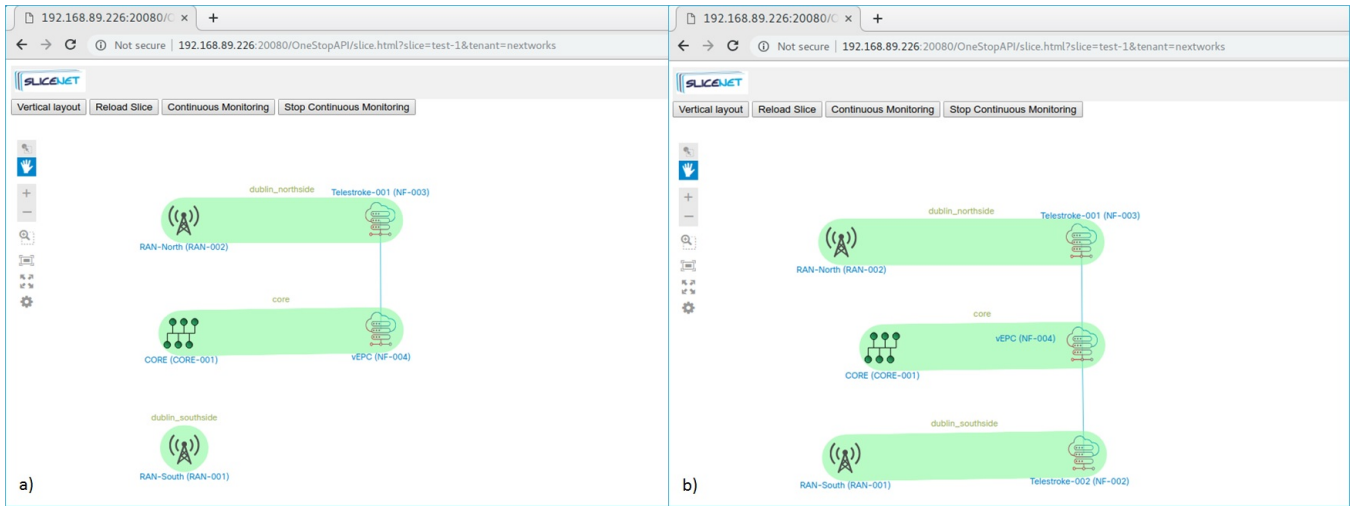 192.168.89.226:20080/O × +
Not secure | 192.168.89.226:20080/OneStopAPI/slice.html?slice=test-1&tenant=nextworks
SLICENET
Vertical layout Reload Slice Continuous Monitoring Stop Continuous Monitoring
dublin_northside
Telestroke-001 (NF-003)
RAN-North (RAN-002)
core
CORE (CORE-001)
vEPC (NF-004)
dublin_southside
RAN-South (RAN-001)
a)
192.168.89.226:20080/O × +
Not secure | 192.168.89.226:20080/OneStopAPI/slice.html?slice=test-1&tenant=nextworks
SLICENET
Vertical layout Reload Slice Continuous Monitoring Stop Continuous Monitoring
dublin_northside
Telestroke-001 (NF-003)
RAN-North (RAN-002)
core
vEPC (NF-004)
CORE (CORE-001)
dublin_southside
RAN-South (RAN-001)
Telestroke-002 (NF-002)
b)